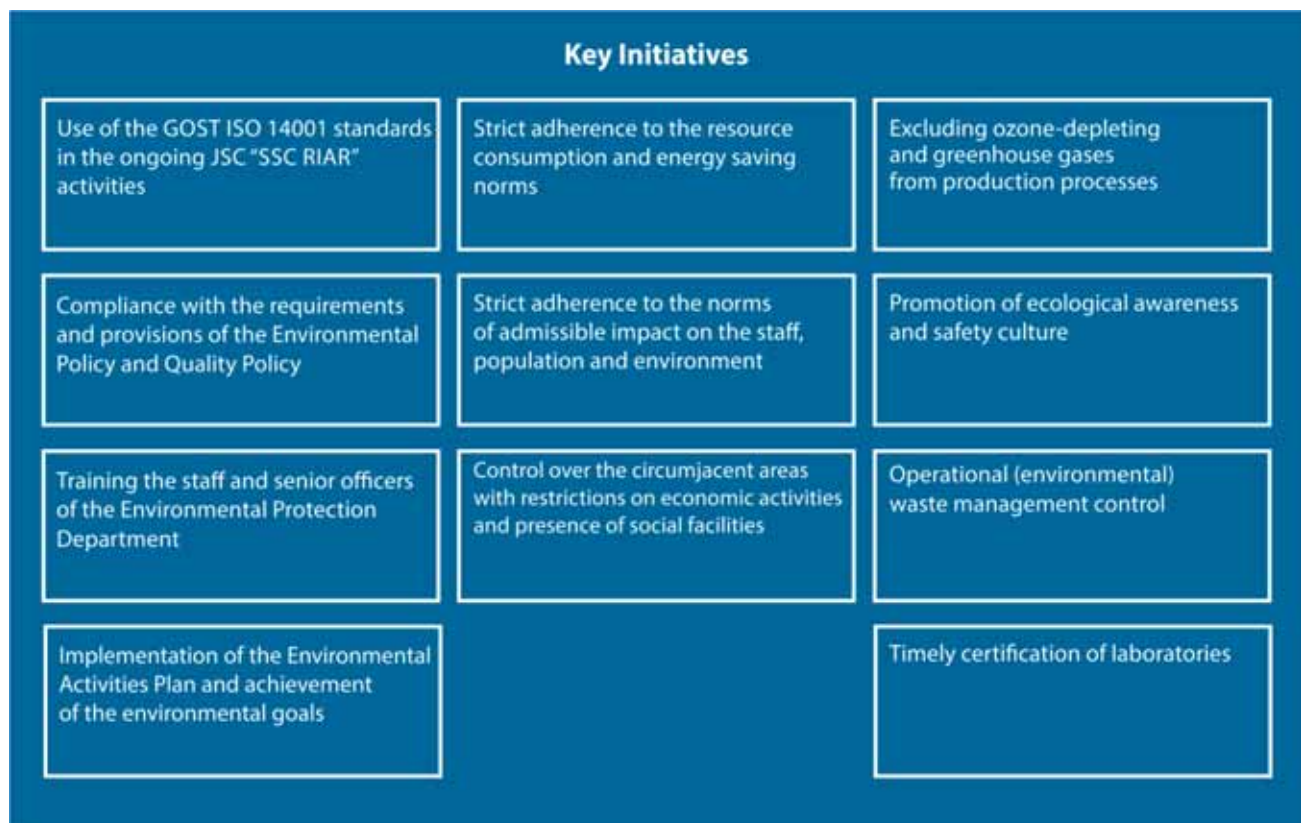 Key Initiatives
Use of the GOST ISO 14001 standards
in the ongoing JSC "SSC RIAR"
activities
Strict adherence to the resource
consumption and energy saving
norms
Excluding ozone-depleting
and greenhouse gases
from production processes
Compliance with the requirements
and provisions of the Environmental
Policy and Quality Policy
Strict adherence to the norms
of admissible impact on the staff,
population and environment
Promotion of ecological awareness
and safety culture
Training the staff and senior officers
of the Environmental Protection
Department
Control over the circumjacent areas
with restrictions on economic activities
and presence of social facilities
Operational (environmental)
waste management control
Implementation of the Environmental
Activities Plan and achievement
of the environmental goals
Timely certification of laboratories